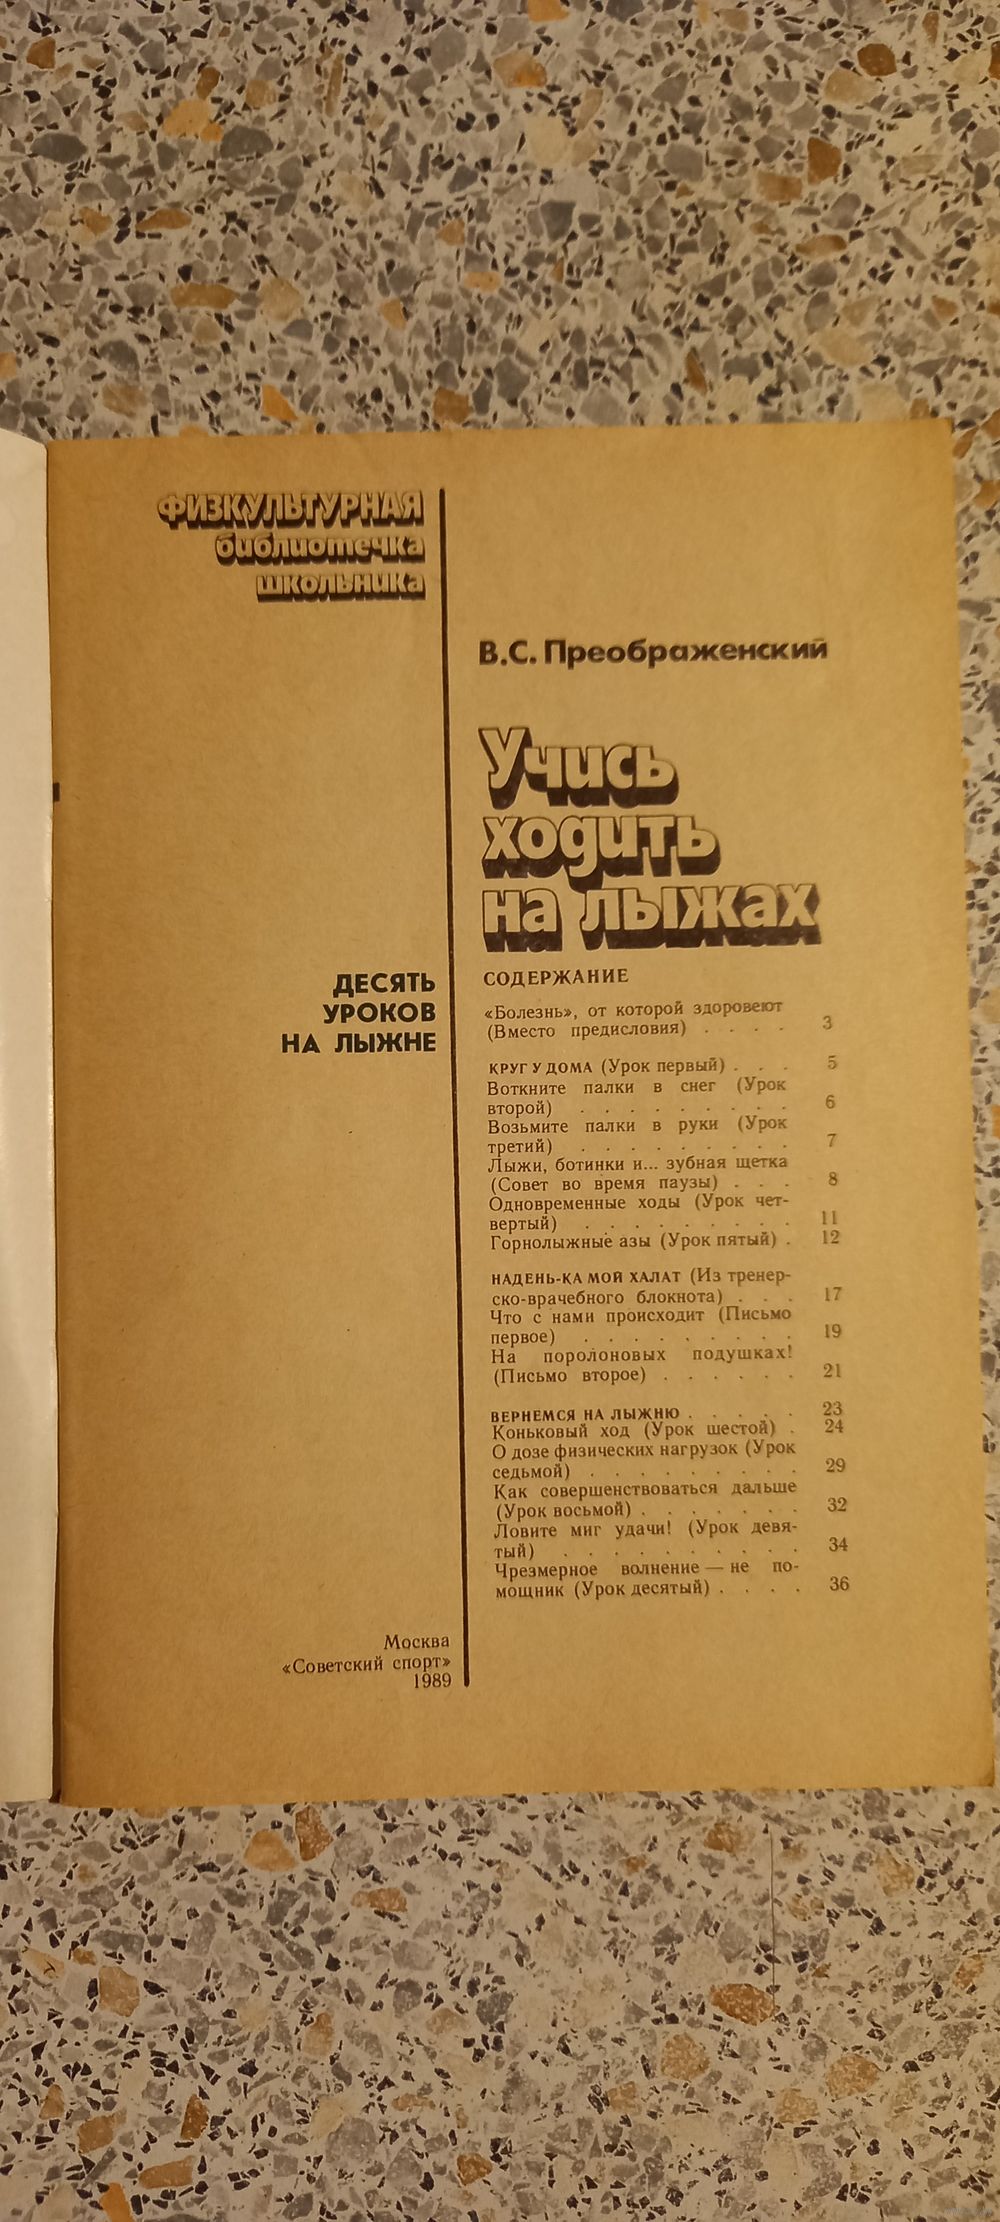 ФИЗКУЛЬТУРНАЯ
библиотечка
школьника
В.С. Преображенский
Учись
ходить
на лыжах
ДЕСЯТЬ
УРОКОВ
НА ЛЫЖНЕ
СОДЕРЖАНИЕ
«Болезнь», от которой здоровеют
(Вместо предисловия) . . . . 3
КРУГ У ДОМА (Урок первый) . . . 5
Воткните палки в снег (Урок
второй) . . . . . . . . . 6
Возьмите палки в руки (Урок
третий) . . . . . . . . . 7
Лыжи, ботинки и... зубная щетка
(Совет во время паузы) . . . 8
Одновременные ходы (Урок чет-
вертый) . . . . . . . . . 11
Горнолыжные азы (Урок пятый) . 12
НАДЕНЬ-КА МОЙ ХАЛАТ (Из тренер-
ско-врачебного блокнота) . . . 17
Что с нами происходит (Письмо
первое) . . . . . . . . . 19
На поролоновых подушках!
(Письмо второе) . . . . . . 21
ВЕРНЕМСЯ НА ЛЫЖНЮ . . . . . 23
Коньковый ход (Урок шестой) . 24
О дозе физических нагрузок (Урок
седьмой) . . . . . . . . . 29
Как совершенствоваться дальше
(Урок восьмой) . . . . . . . 32
Ловите миг удачи! (Урок девя-
тый) . . . . . . . . . . 34
Чрезмерное волнение — не по-
мощник (Урок десятый) . . . . 36
Москва
«Советский спорт»
1989